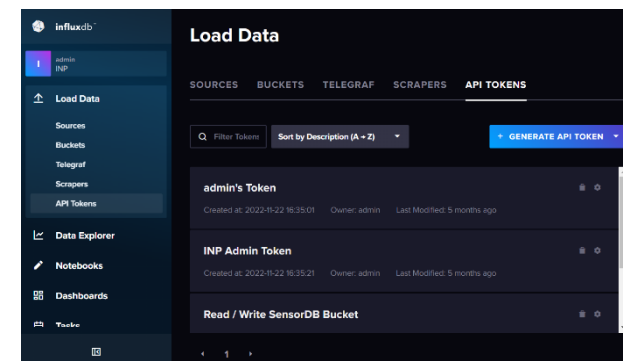 influxdb™
I
admin
INP
Load Data
Sources
Buckets
Telegraf
Scrapers
API Tokens
Data Explorer
Notebooks
Dashboards
Tasks
Load Data
SOURCES BUCKETS TELEGRAF SCRAPERS API TOKENS
Filter Tokens Sort by Description (A → Z) + GENERATE API TOKEN
admin's Token
Created at: 2022-11-22 16:35:01 Owner: admin Last Modified: 5 months ago
INP Admin Token
Created at: 2022-11-22 16:35:21 Owner: admin Last Modified: 5 months ago
Read / Write SensorDB Bucket
1